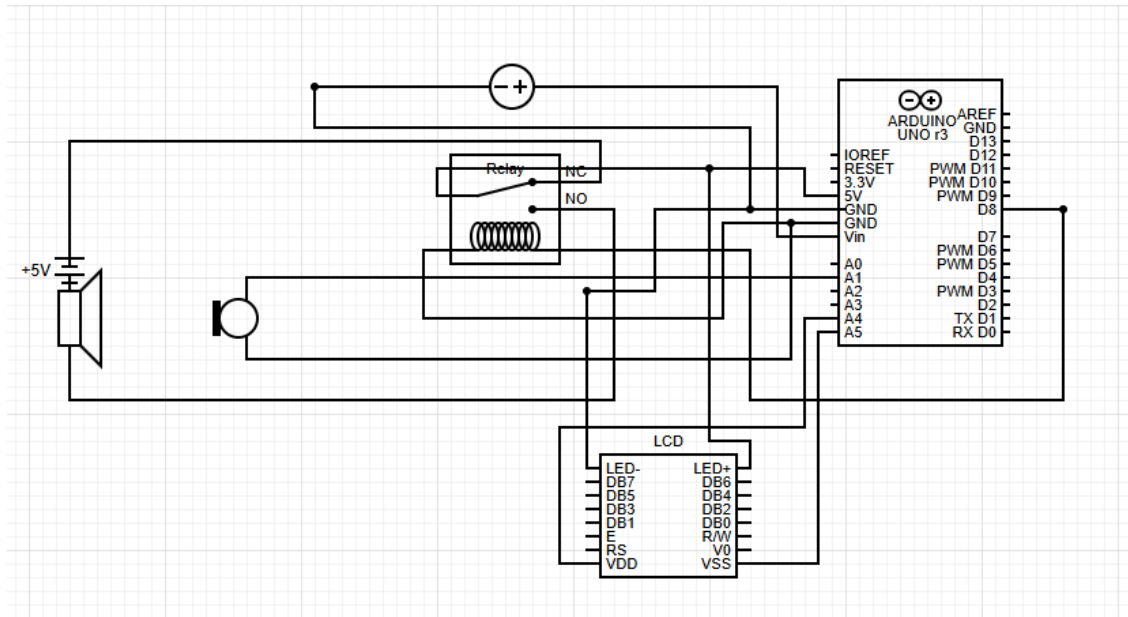 ARDUINO
UNO r3
AREF
GND
D13
D12
PWM D11
PWM D10
PWM D9
D8
D7
PWM D6
PWM D5
D4
PWM D3
D2
TX D1
RX D0
IOREF
RESET
3.3V
5V
GND
GND
Vin
A0
A1
A2
A3
A4
A5
Relay
NC
NO
+5V
LCD
LED- LED+
DB7 DB6
DB5 DB4
DB3 DB2
DB1 DB0
E R/W
RS V0
VDD VSS